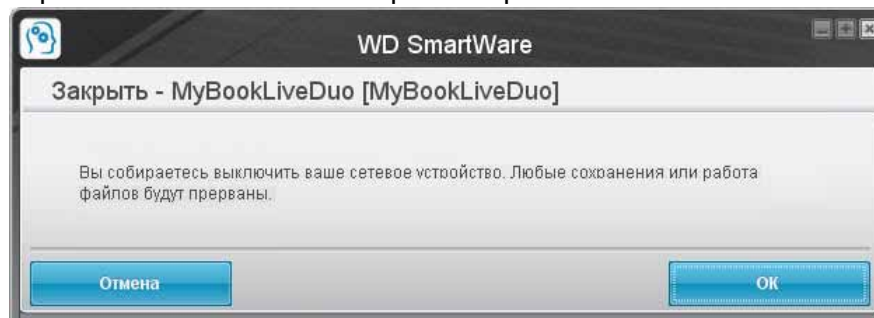 WD SmartWare
Закрыть - MyBookLiveDuo [MyBookLiveDuo]
Вы собираетесь выключить ваше сетевое устройство. Любые сохранения или работа
файлов будут прерваны.
Отмена
ОК